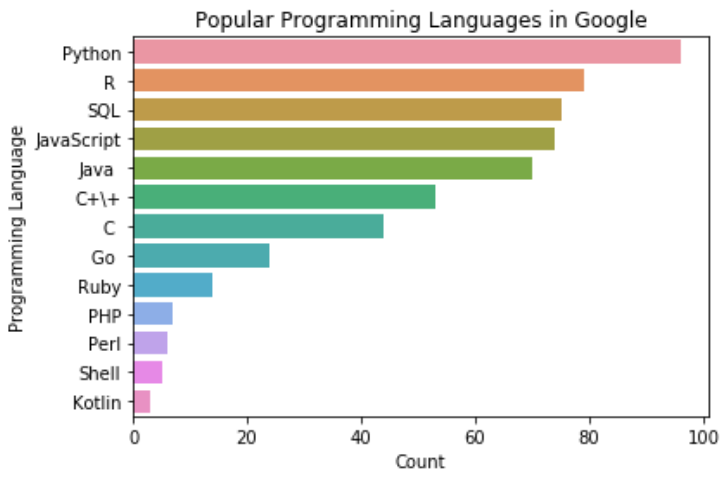 Popular Programming Languages in Google
Programming Language
Python
R
SQL
JavaScript
Java
C+\+
C
Go
Ruby
PHP
Perl
Shell
Kotlin
0 20 40 60 80 100
Count